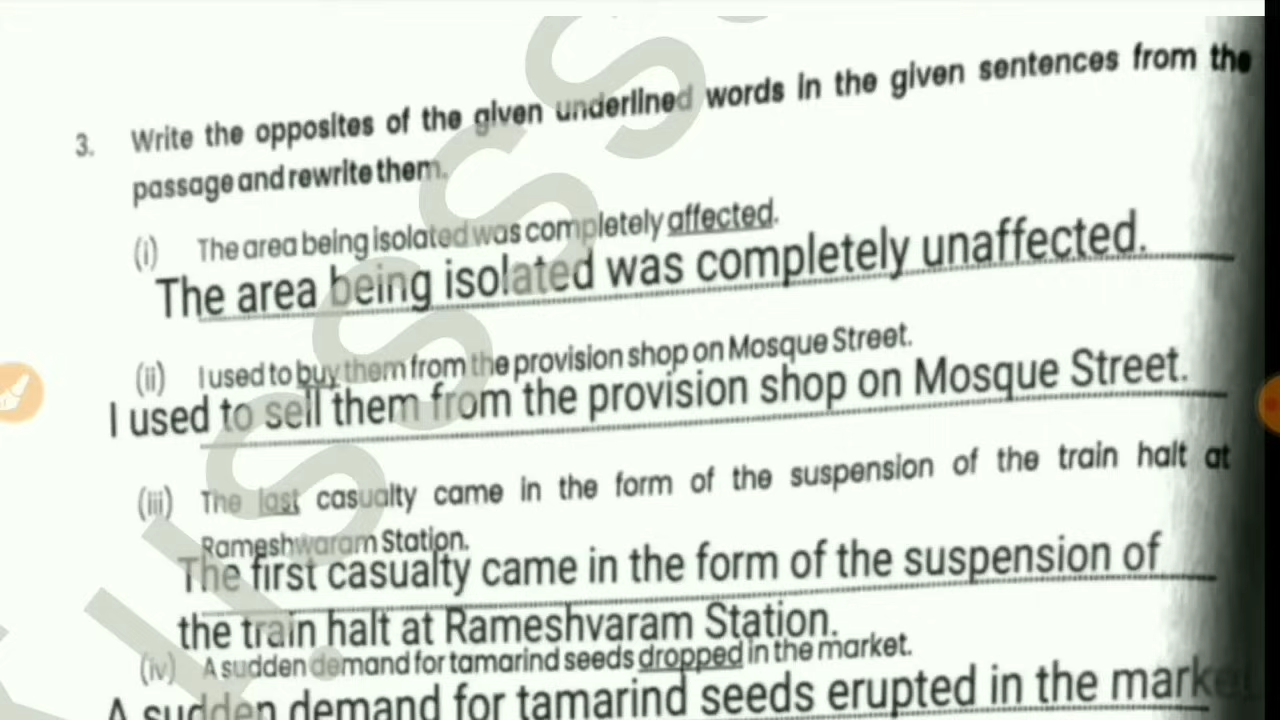 3. Write the opposites of the given underlined words in the given sentences from the
passage and rewrite them.
(i) The area being isolated was completely affected.
The area being isolated was completely unaffected.
(ii) I used to buy them from the provision shop on Mosque Street.
I used to sell them from the provision shop on Mosque Street.
(iii) The last casualty came in the form of the suspension of the train halt at
Rameshwaram Station.
The first casualty came in the form of the suspension of
the train halt at Rameshvaram Station.
(iv) A sudden demand for tamarind seeds dropped in the market.
A sudden demand for tamarind seeds erupted in the market